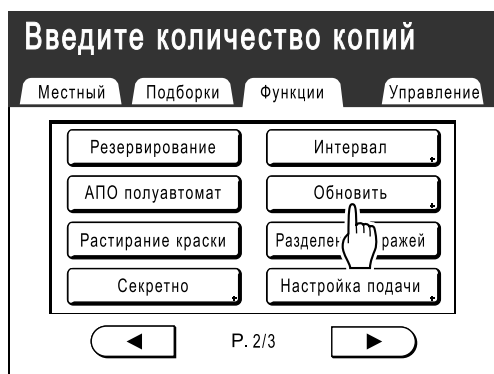 Введите количество копий
Местный Подборки Функции Управление
Резервирование Интервал
АПО полуавтомат Обновить
Растирание краски
Секретно Настройка подачи
P. 2/3